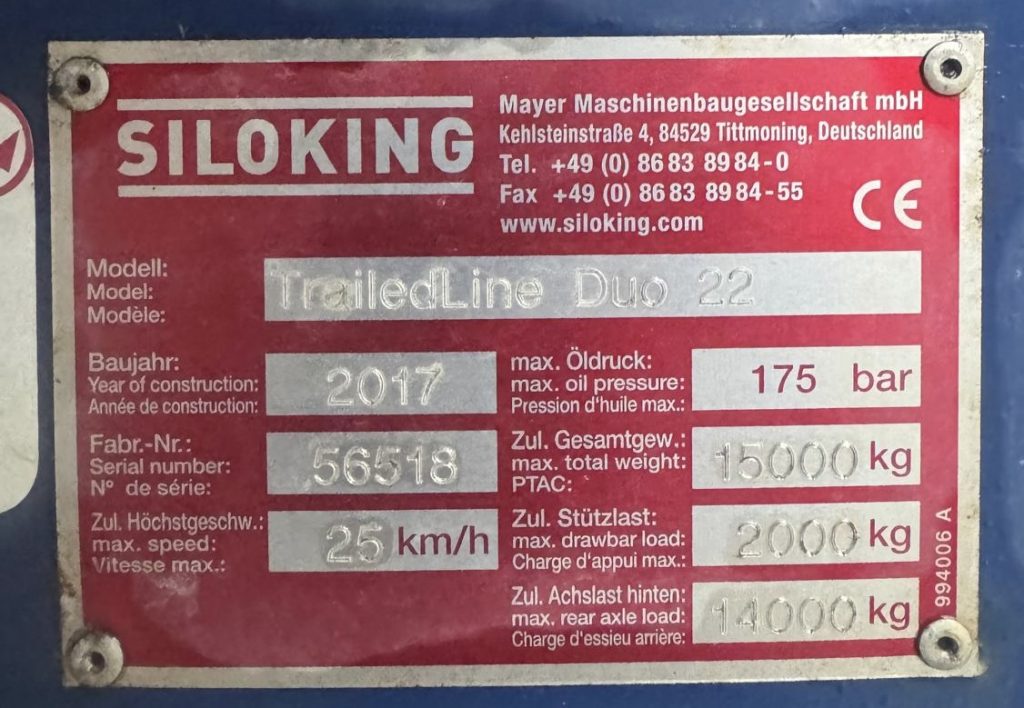 SILOKING
Mayer Maschinenbaugesellschaft mbH
Kehlsteinstraße 4, 84529 Tittmoning, Deutschland
Tel. +49 (0) 86 83 89 84-0
Fax +49 (0) 86 83 89 84-55
www.siloking.com
CE
Modell:
Model:
Modèle:
TrailedLine Duo 22
Baujahr:
Year of construction:
Année de construction:
2017
max. Öldruck:
max. oil pressure:
Pression d'huile max.:
175 bar
Fabr.-Nr.:
Serial number:
N° de série:
56518
Zul. Gesamtgew.:
max. total weight:
PTAC:
15000 kg
Zul. Höchstgeschw.:
max. speed:
Vitesse max.:
25 km/h
Zul. Stützlast:
max. drawbar load:
Charge d'appui max.:
2000 kg
Zul. Achslast hinten:
max. rear axle load:
Charge d'essieu arrière:
14000 kg
994006 A